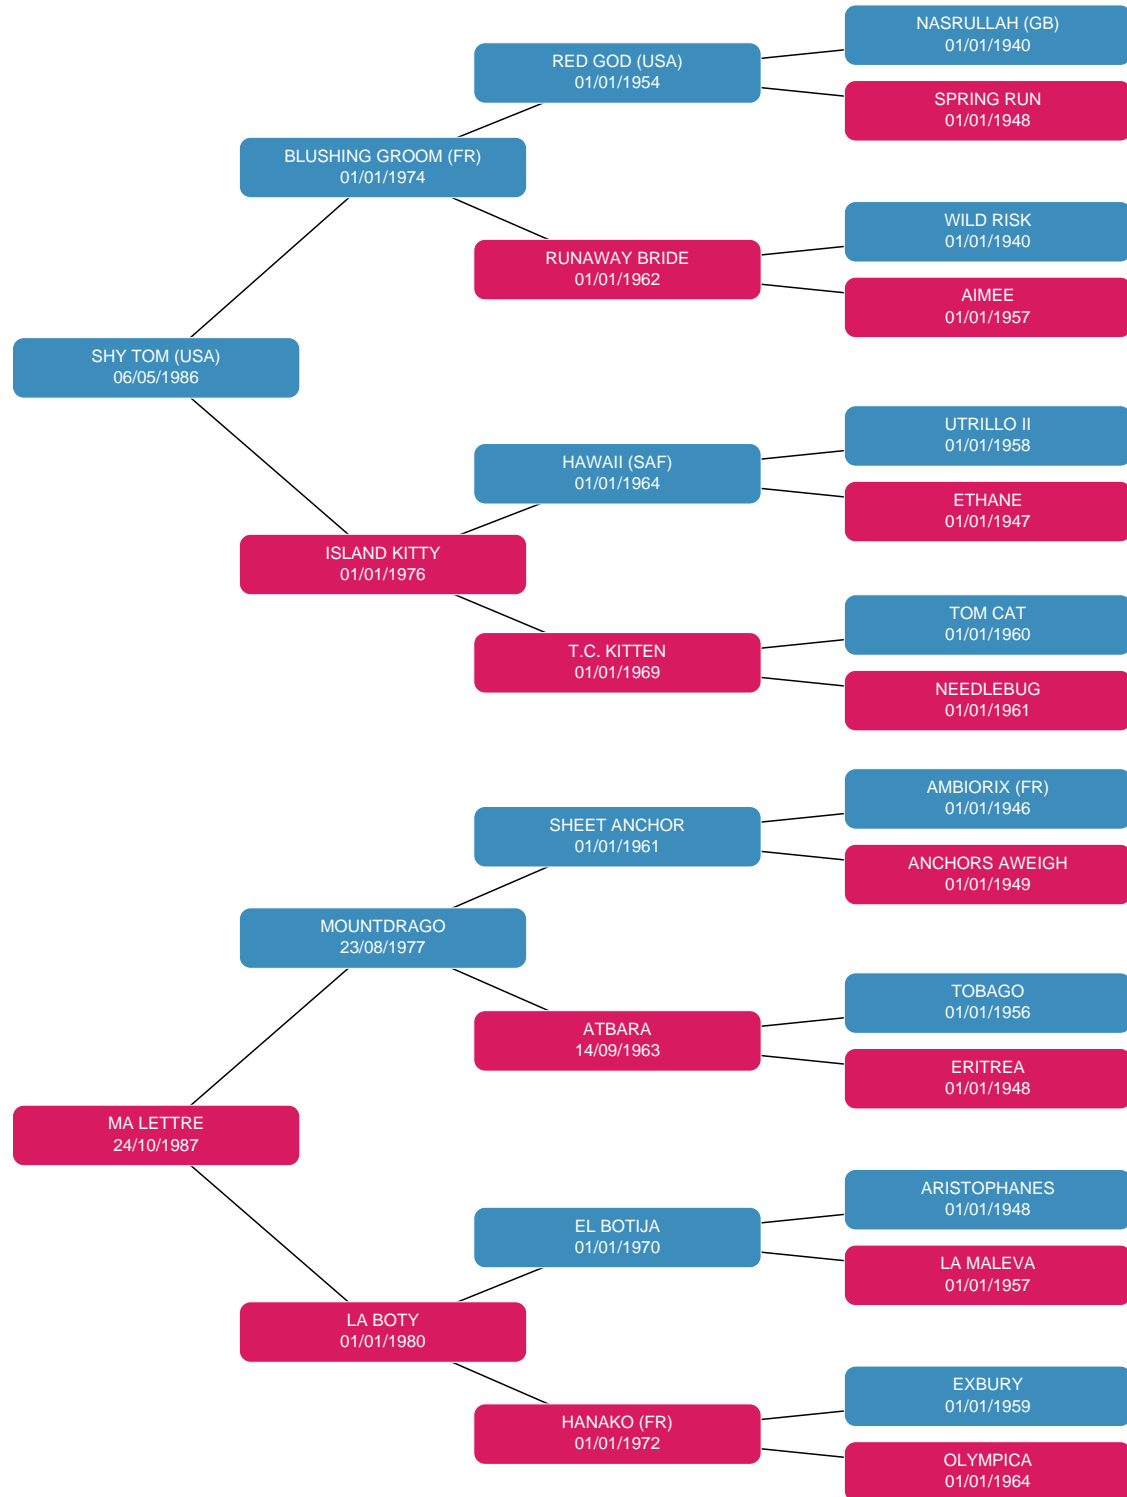 NASRULLAH (GB)
01/01/1940
RED GOD (USA)
01/01/1954
SPRING RUN
01/01/1948
BLUSHING GROOM (FR)
01/01/1974
WILD RISK
01/01/1940
RUNAWAY BRIDE
01/01/1962
AIMEE
01/01/1957
SHY TOM (USA)
06/05/1986
UTRILLO II
01/01/1958
HAWAII (SAF)
01/01/1964
ETHANE
01/01/1947
ISLAND KITTY
01/01/1976
TOM CAT
01/01/1960
T.C. KITTEN
01/01/1969
NEEDLEBUG
01/01/1961
AMBIORIX (FR)
01/01/1946
SHEET ANCHOR
01/01/1961
ANCHORS AWEIGH
01/01/1949
MOUNTDRAGO
23/08/1977
TOBAGO
01/01/1956
ATBARA
14/09/1963
ERITREA
01/01/1948
MA LETTRE
24/10/1987
ARISTOPHANES
01/01/1948
EL BOTIJA
01/01/1970
LA MALEVA
01/01/1957
LA BOTY
01/01/1980
EXBURY
01/01/1959
HANAKO (FR)
01/01/1972
OLYMPICA
01/01/1964